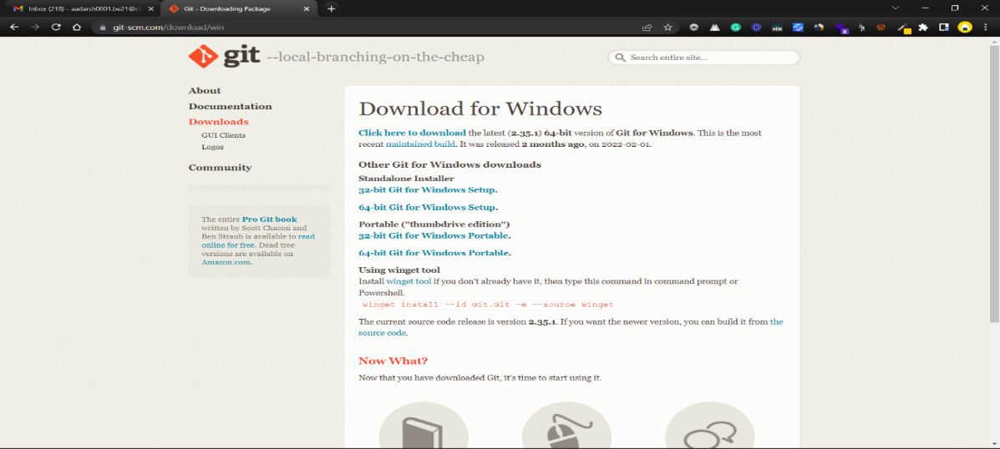 Inbox (218) - aadarsh0001.be21@ch
Git - Downloading Package
git-scm.com/download/win
git --local-branching-on-the-cheap
Search entire site...
About
Documentation
Downloads
GUI Clients
Logos
Community
The entire Pro Git book
written by Scott Chacon and
Ben Straub is available to read
online for free. Dead tree
versions are available on
Amazon.com.
Download for Windows
Click here to download the latest (2.35.1) 64-bit version of Git for Windows. This is the most
recent maintained build. It was released 2 months ago, on 2022-02-01.
Other Git for Windows downloads
Standalone Installer
32-bit Git for Windows Setup.
64-bit Git for Windows Setup.
Portable ("thumbdrive edition")
32-bit Git for Windows Portable.
64-bit Git for Windows Portable.
Using winget tool
Install winget tool if you don't already have it, then type this command in command prompt or
Powershell.
winget install --id Git.Git -e --source winget
The current source code release is version 2.35.1. If you want the newer version, you can build it from the
source code.
Now What?
Now that you have downloaded Git, it's time to start using it.